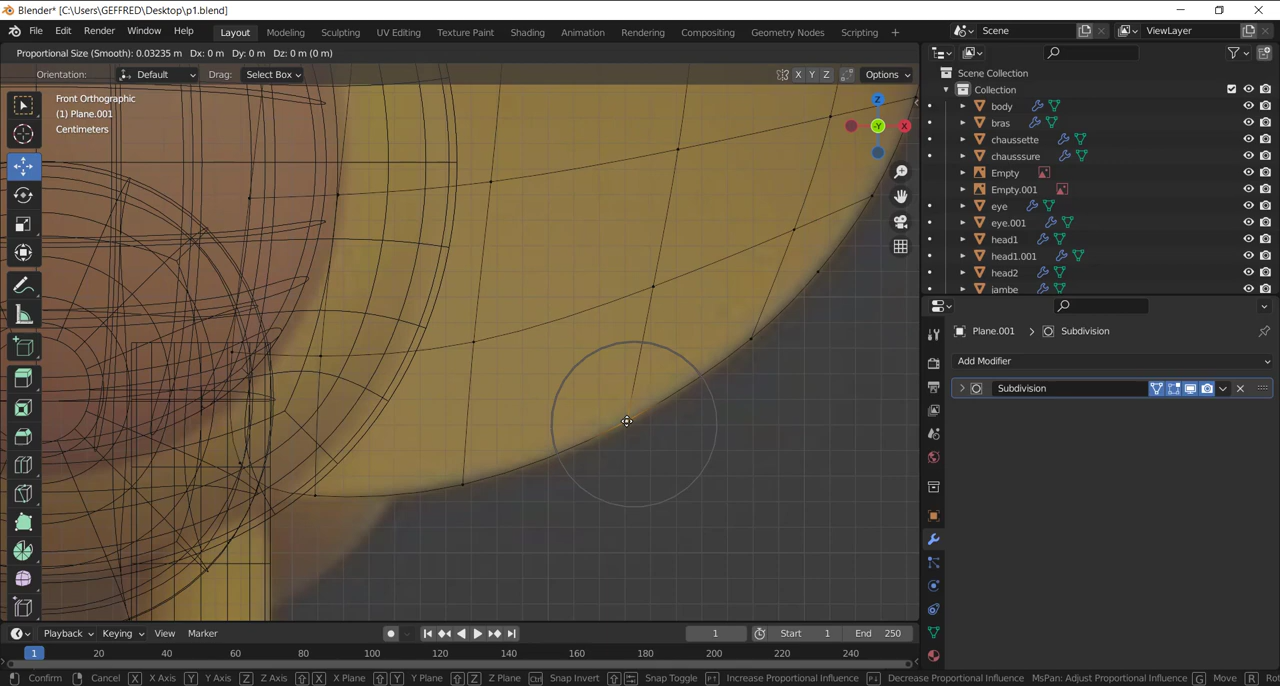 Blender* [C:\Users\GEFFRED\Desktop\p1.blend]
File Edit Render Window Help Layout Modeling Sculpting UV Editing Texture Paint Shading Animation Rendering Compositing Geometry Nodes Scripting + Scene ViewLayer
Proportional Size (Smooth): 0.03235 m Dx: 0 m Dy: 0 m Dz: 0 m (0 m)
Orientation: Default Drag: Select Box X Y Z Options
Front Orthographic
(1) Plane.001
Centimeters
Z
-Y
X
Scene Collection
Collection
body
bras
chaussette
chausssure
Empty
Empty.001
eye
eye.001
head1
head1.001
head2
jambe
Plane.001 > Subdivision
Add Modifier
Subdivision
Playback Keying View Marker 1 Start 1 End 250
1 20 40 60 80 100 120 140 160 180 200 220 240
Confirm Cancel X X Axis Y Y Axis Z Z Axis X X Plane Y Y Plane Z Z Plane Ctrl Snap Invert Snap Toggle Increase Proportional Influence Decrease Proportional Influence MsPan: Adjust Proportional Influence G Move R